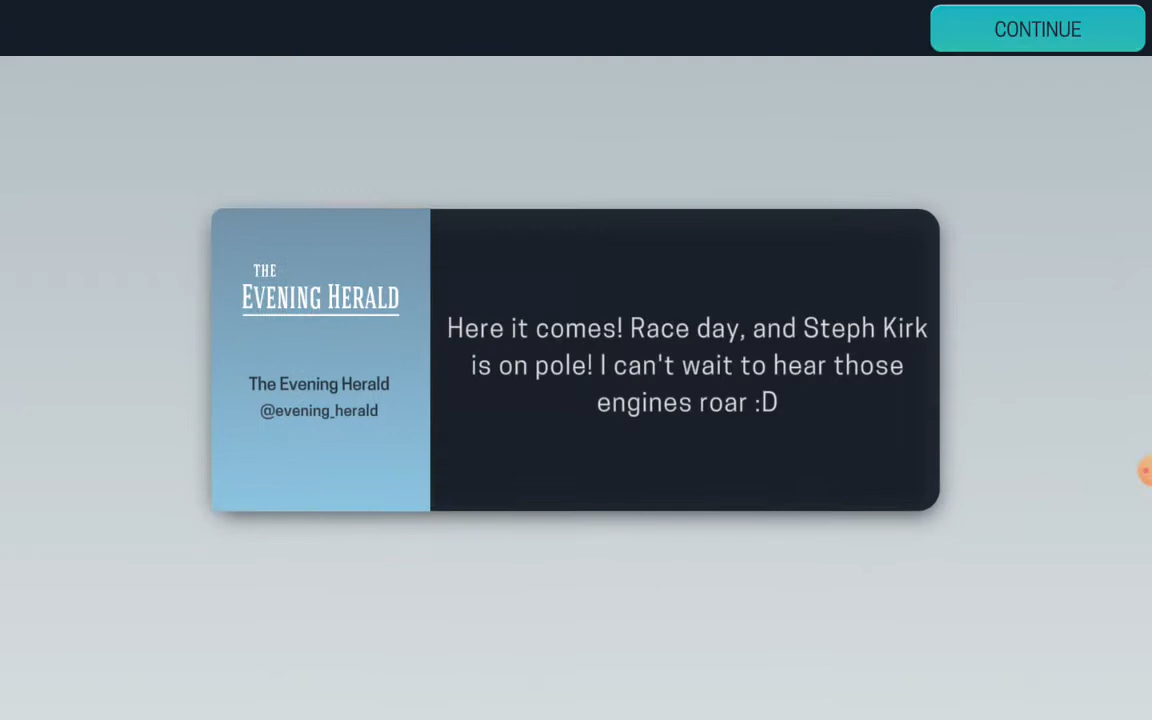 CONTINUE
THE
EVENING HERALD
The Evening Herald
@evening_herald
Here it comes! Race day, and Steph Kirk
is on pole! I can't wait to hear those
engines roar :D